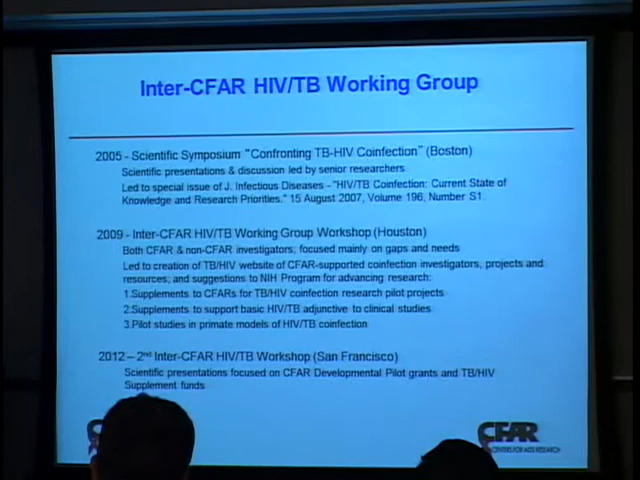 Inter-CFAR HIV/TB Working Group
2005 - Scientific Symposium "Confronting TB-HIV Coinfection" (Boston)
Scientific presentations & discussion led by senior researchers
Led to special issue of J. Infectious Diseases - "HIV/TB Coinfection: Current State of
Knowledge and Research Priorities." 15 August 2007, Volume 196, Number S1.
2009 - Inter-CFAR HIV/TB Working Group Workshop (Houston)
Both CFAR & non-CFAR investigators; focused mainly on gaps and needs
Led to creation of TB/HIV website of CFAR-supported coinfection investigators, projects and
resources; and suggestions to NIH Program for advancing research:
1.Supplements to CFARs for TB/HIV coinfection research pilot projects
2.Supplements to support basic HIV/TB adjunctive to clinical studies
3.Pilot studies in primate models of HIV/TB coinfection
2012 – 2nd Inter-CFAR HIV/TB Workshop (San Francisco)
Scientific presentations focused on CFAR Developmental Pilot grants and TB/HIV
Supplement funds
CFAR
CENTERS FOR AIDS RESEARCH